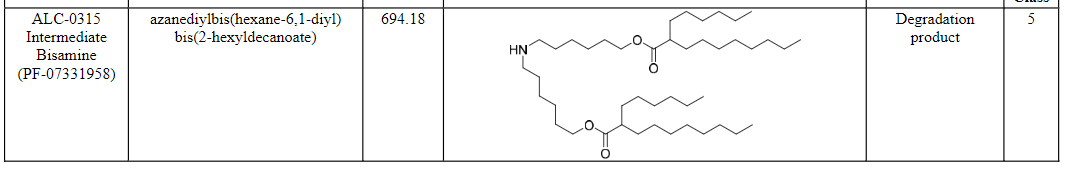 Class
ALC-0315
Intermediate
Bisamine
(PF-07331958)
azanediylbis(hexane-6,1-diyl)
bis(2-hexyldecanoate)
694.18
HN
O
O
O
O
Degradation
product
5